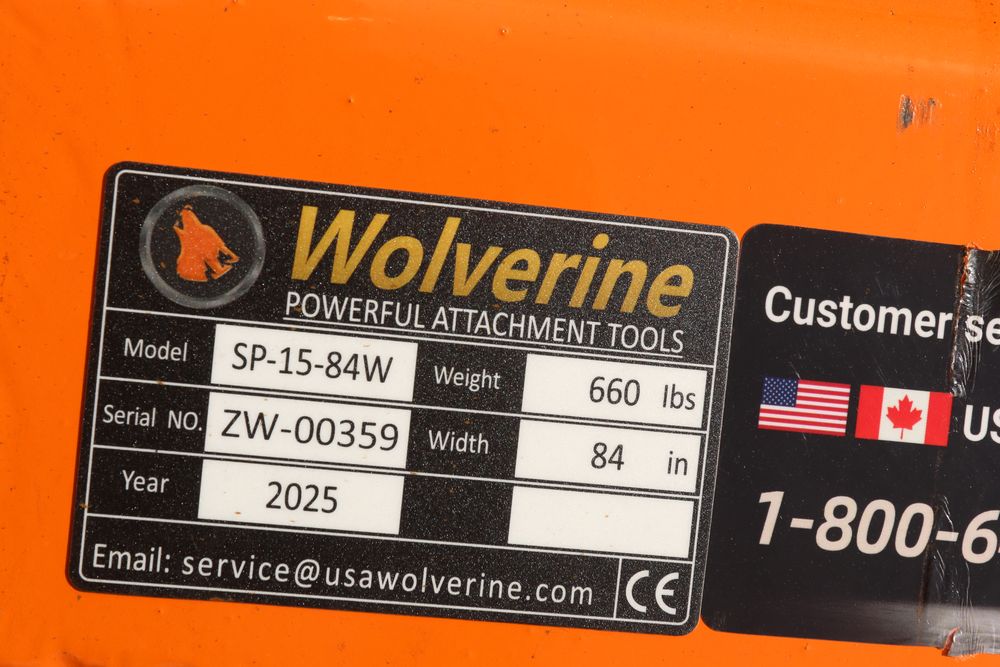 Wolverine
POWERFUL ATTACHMENT TOOLS
Model SP-15-84W Weight 660 lbs
Serial NO. ZW-00359 Width 84 in
Year 2025
Email: service@usawolverine.com CE
Customer
1-800-6